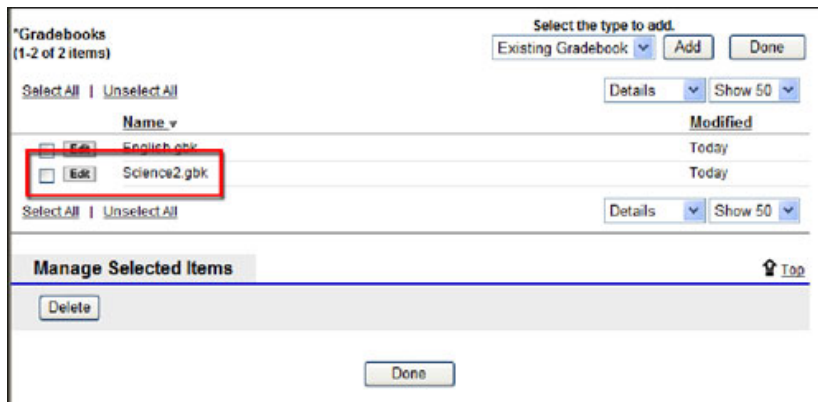 Select the type to add.
*Gradebooks
(1-2 of 2 items)
Existing Gradebook Add Done
Select All | Unselect All Details Show 50
Name Modified
Edit English.gbk Today
Edit Science2.gbk Today
Select All | Unselect All Details Show 50
Manage Selected Items Top
Delete
Done